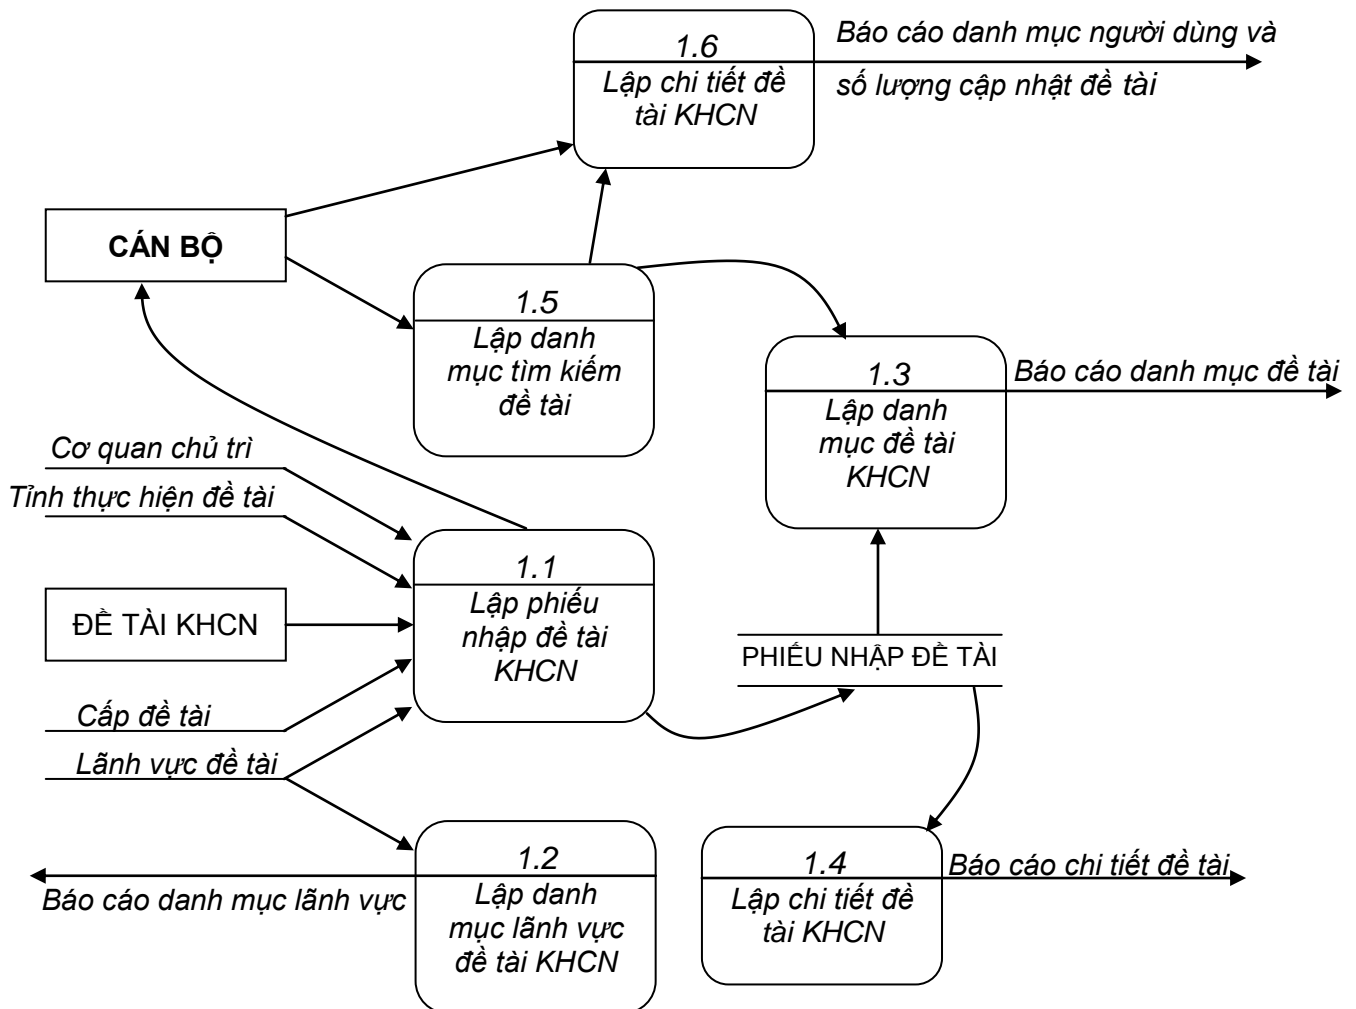 1.6
Lập chi tiết đề
tài KHCN
Báo cáo danh mục người dùng và
số lượng cập nhật đề tài
CÁN BỘ
1.5
Lập danh
mục tìm kiếm
đề tài
1.3
Lập danh
mục đề tài
KHCN
Báo cáo danh mục đề tài
Cơ quan chủ trì
Tỉnh thực hiện đề tài
1.1
Lập phiếu
nhập đề tài
KHCN
ĐỀ TÀI KHCN
PHIẾU NHẬP ĐỀ TÀI
Cấp đề tài
Lãnh vực đề tài
1.2
Lập danh
mục lãnh vực
đề tài KHCN
Báo cáo danh mục lãnh vực
1.4
Lập chi tiết đề
tài KHCN
Báo cáo chi tiết đề tài